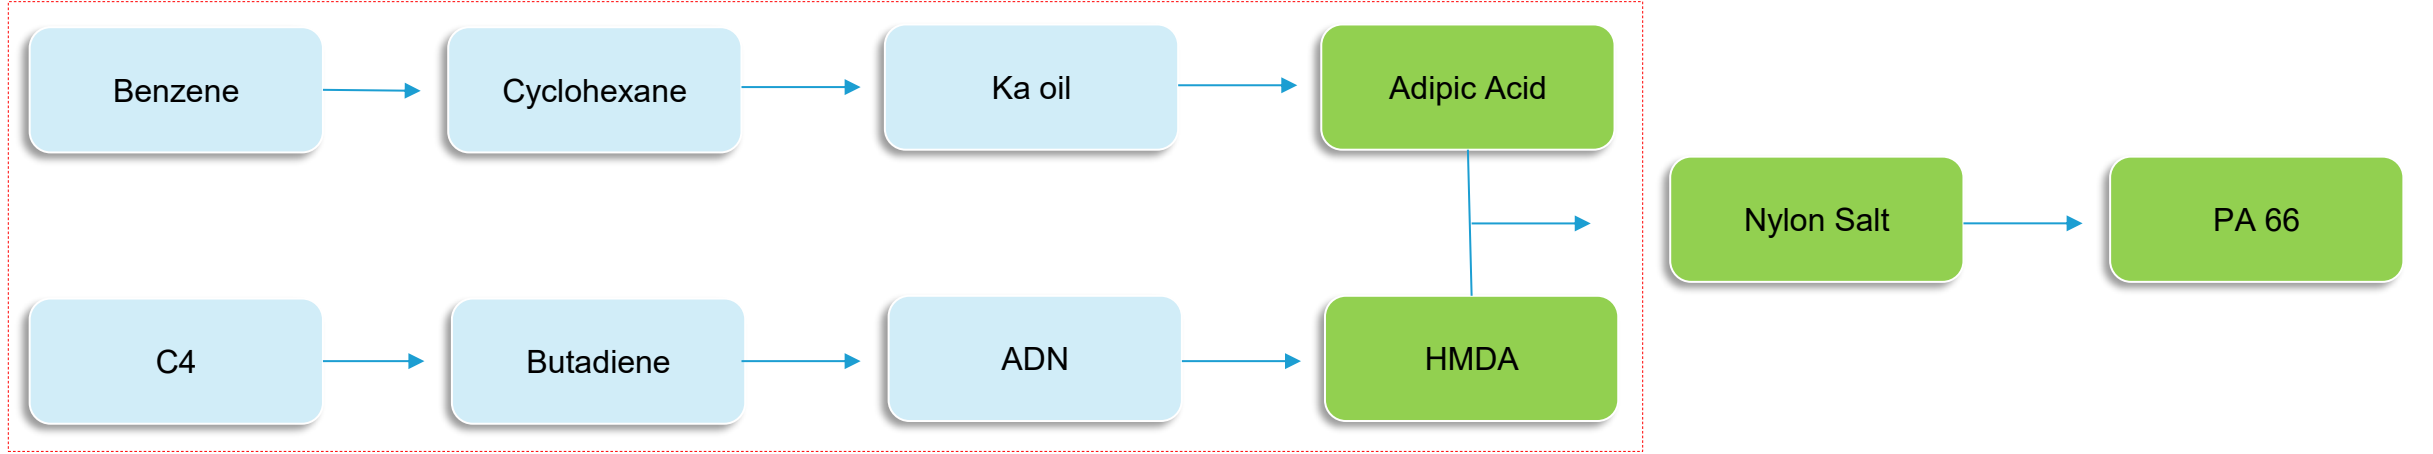 Benzene
Cyclohexane
Ka oil
Adipic Acid
Nylon Salt
PA 66
C4
Butadiene
ADN
HMDA